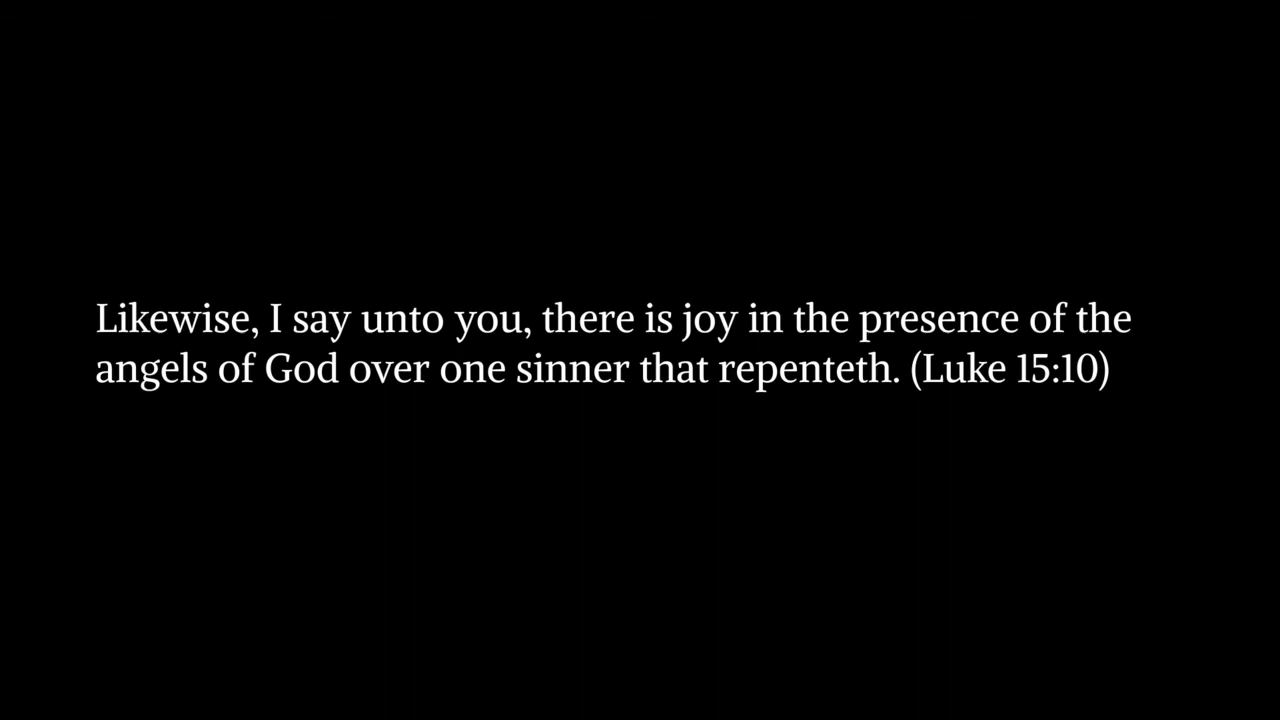 Likewise, I say unto you, there is joy in the presence of the
angels of God over one sinner that repenteth. (Luke 15:10)